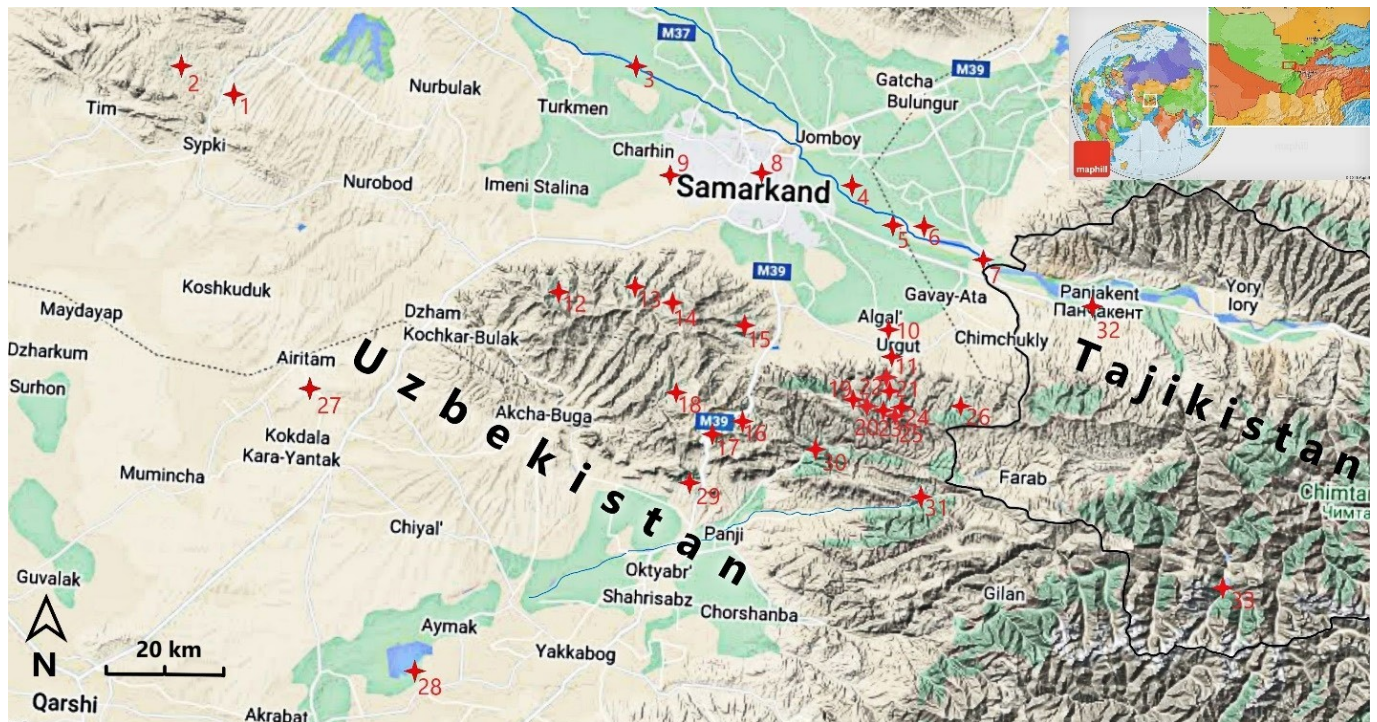 M37
2
3
Gatcha
M39
Nurbulak
Bulungur
Tim
1
Turkmen
maphill
Sypki
Charhin
Jomboy
9
8
Nurobod
Imeni Stalina
Samarkand
4
5
6
M39
7
Koshkuduk
12
13
14
Gavay-Ata
Panjakent
Панчакент
Yory
Iory
Maydayap
Dzham
Kochkar-Bulak
15
Algal'
10
32
Urgut
Chimchukly
Dzharkum
Airitam
11
Surhon
27
18
19
22
21
24
26
Uzbekistan
Tajikistan
Akcha-Buga
M39
16
17
20
23
25
Kokdala
Kara-Yantak
30
Mumincha
29
31
Farab
Chimtar
Чимта
Chiyal'
Panji
Oktyabr'
Guvalak
Shahrisabz
Chorshanba
Gilan
33
N
20 km
Aymak
Yakkabog
28
Qarshi
Akrabat